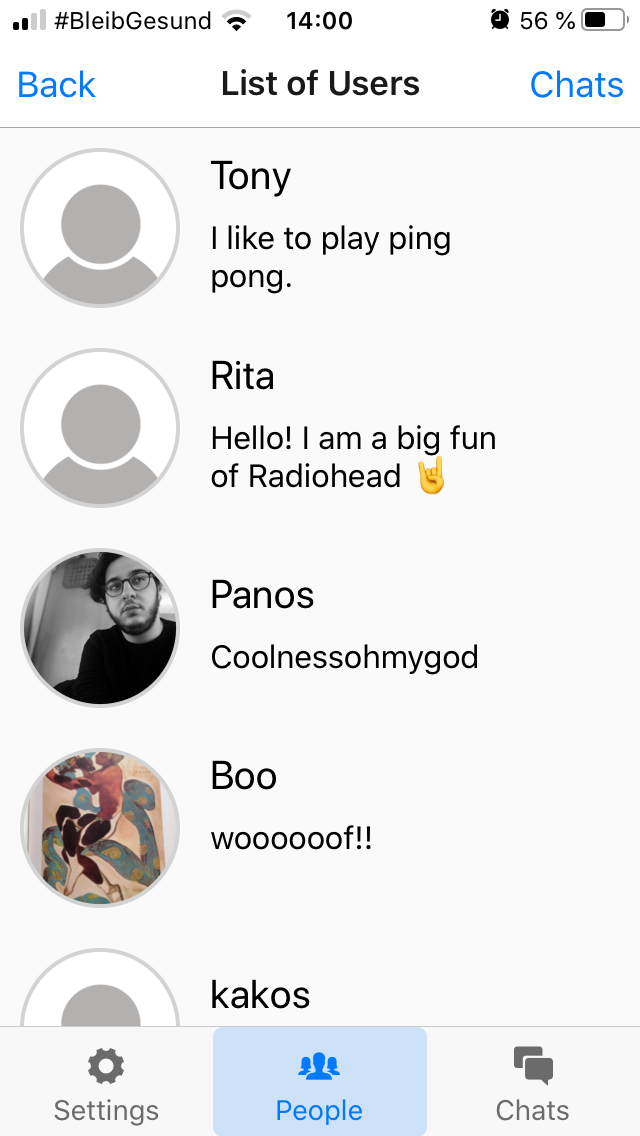 #BleibGesund 14:00 56 %
Back List of Users Chats
Tony
I like to play ping
pong.
Rita
Hello! I am a big fun
of Radiohead 🤘
Panos
Coolnessohmygod
Boo
woooooof!!
kakos
Settings People Chats